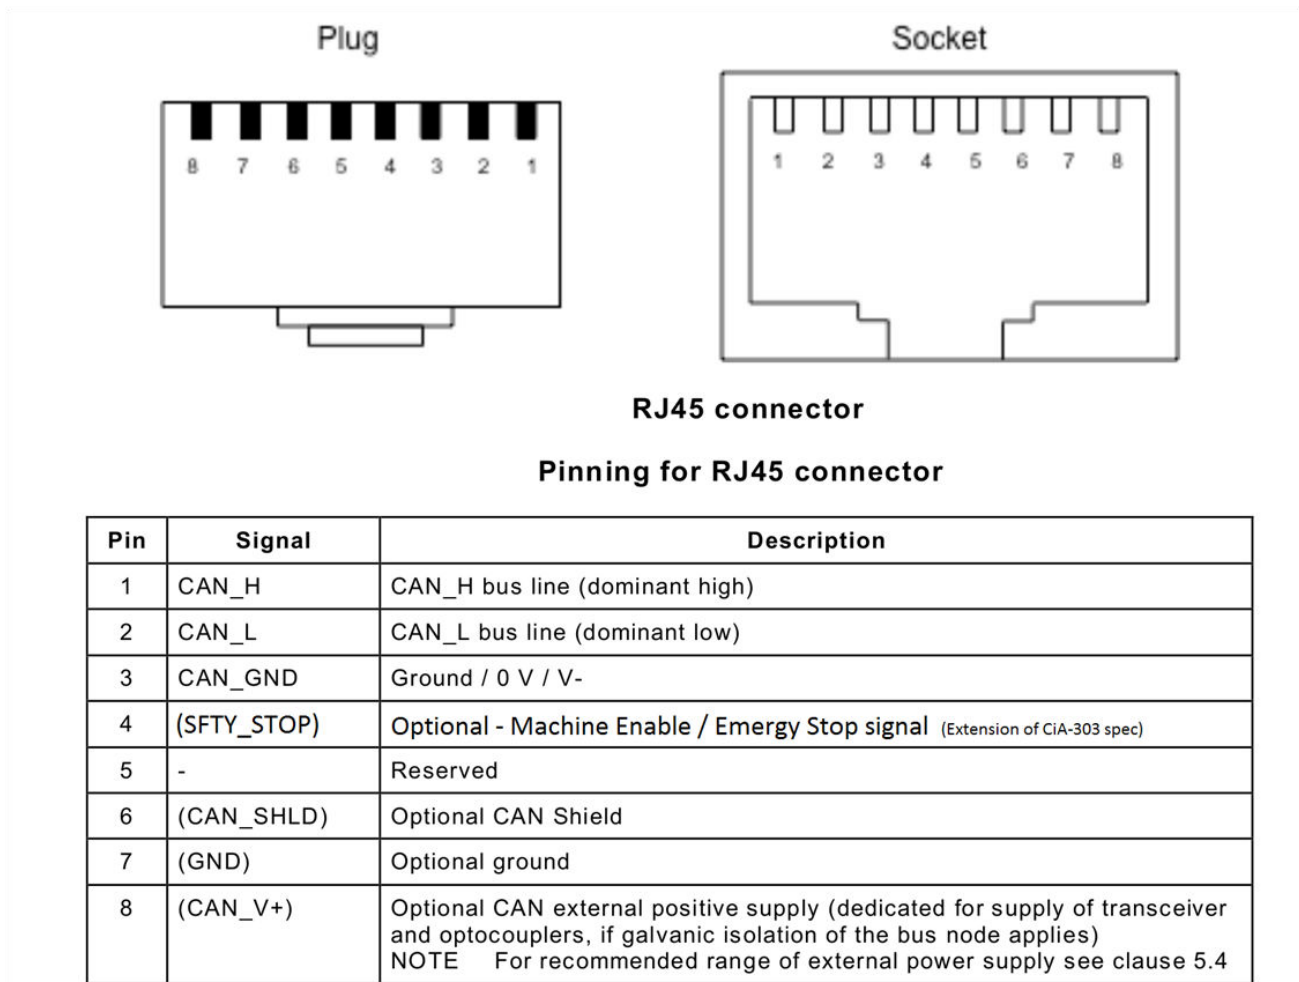 Plug Socket
8 7 6 5 4 3 2 1 1 2 3 4 5 6 7 8
RJ45 connector
Pinning for RJ45 connector
Pin Signal Description
1 CAN_H CAN_H bus line (dominant high)
2 CAN_L CAN_L bus line (dominant low)
3 CAN_GND Ground / 0 V / V-
4 (SFTY_STOP) Optional - Machine Enable / Emergy Stop signal (Extension of CiA-303 spec)
5 - Reserved
6 (CAN_SHLD) Optional CAN Shield
7 (GND) Optional ground
8 (CAN_V+) Optional CAN external positive supply (dedicated for supply of transceiver
and optocouplers, if galvanic isolation of the bus node applies)
NOTE For recommended range of external power supply see clause 5.4